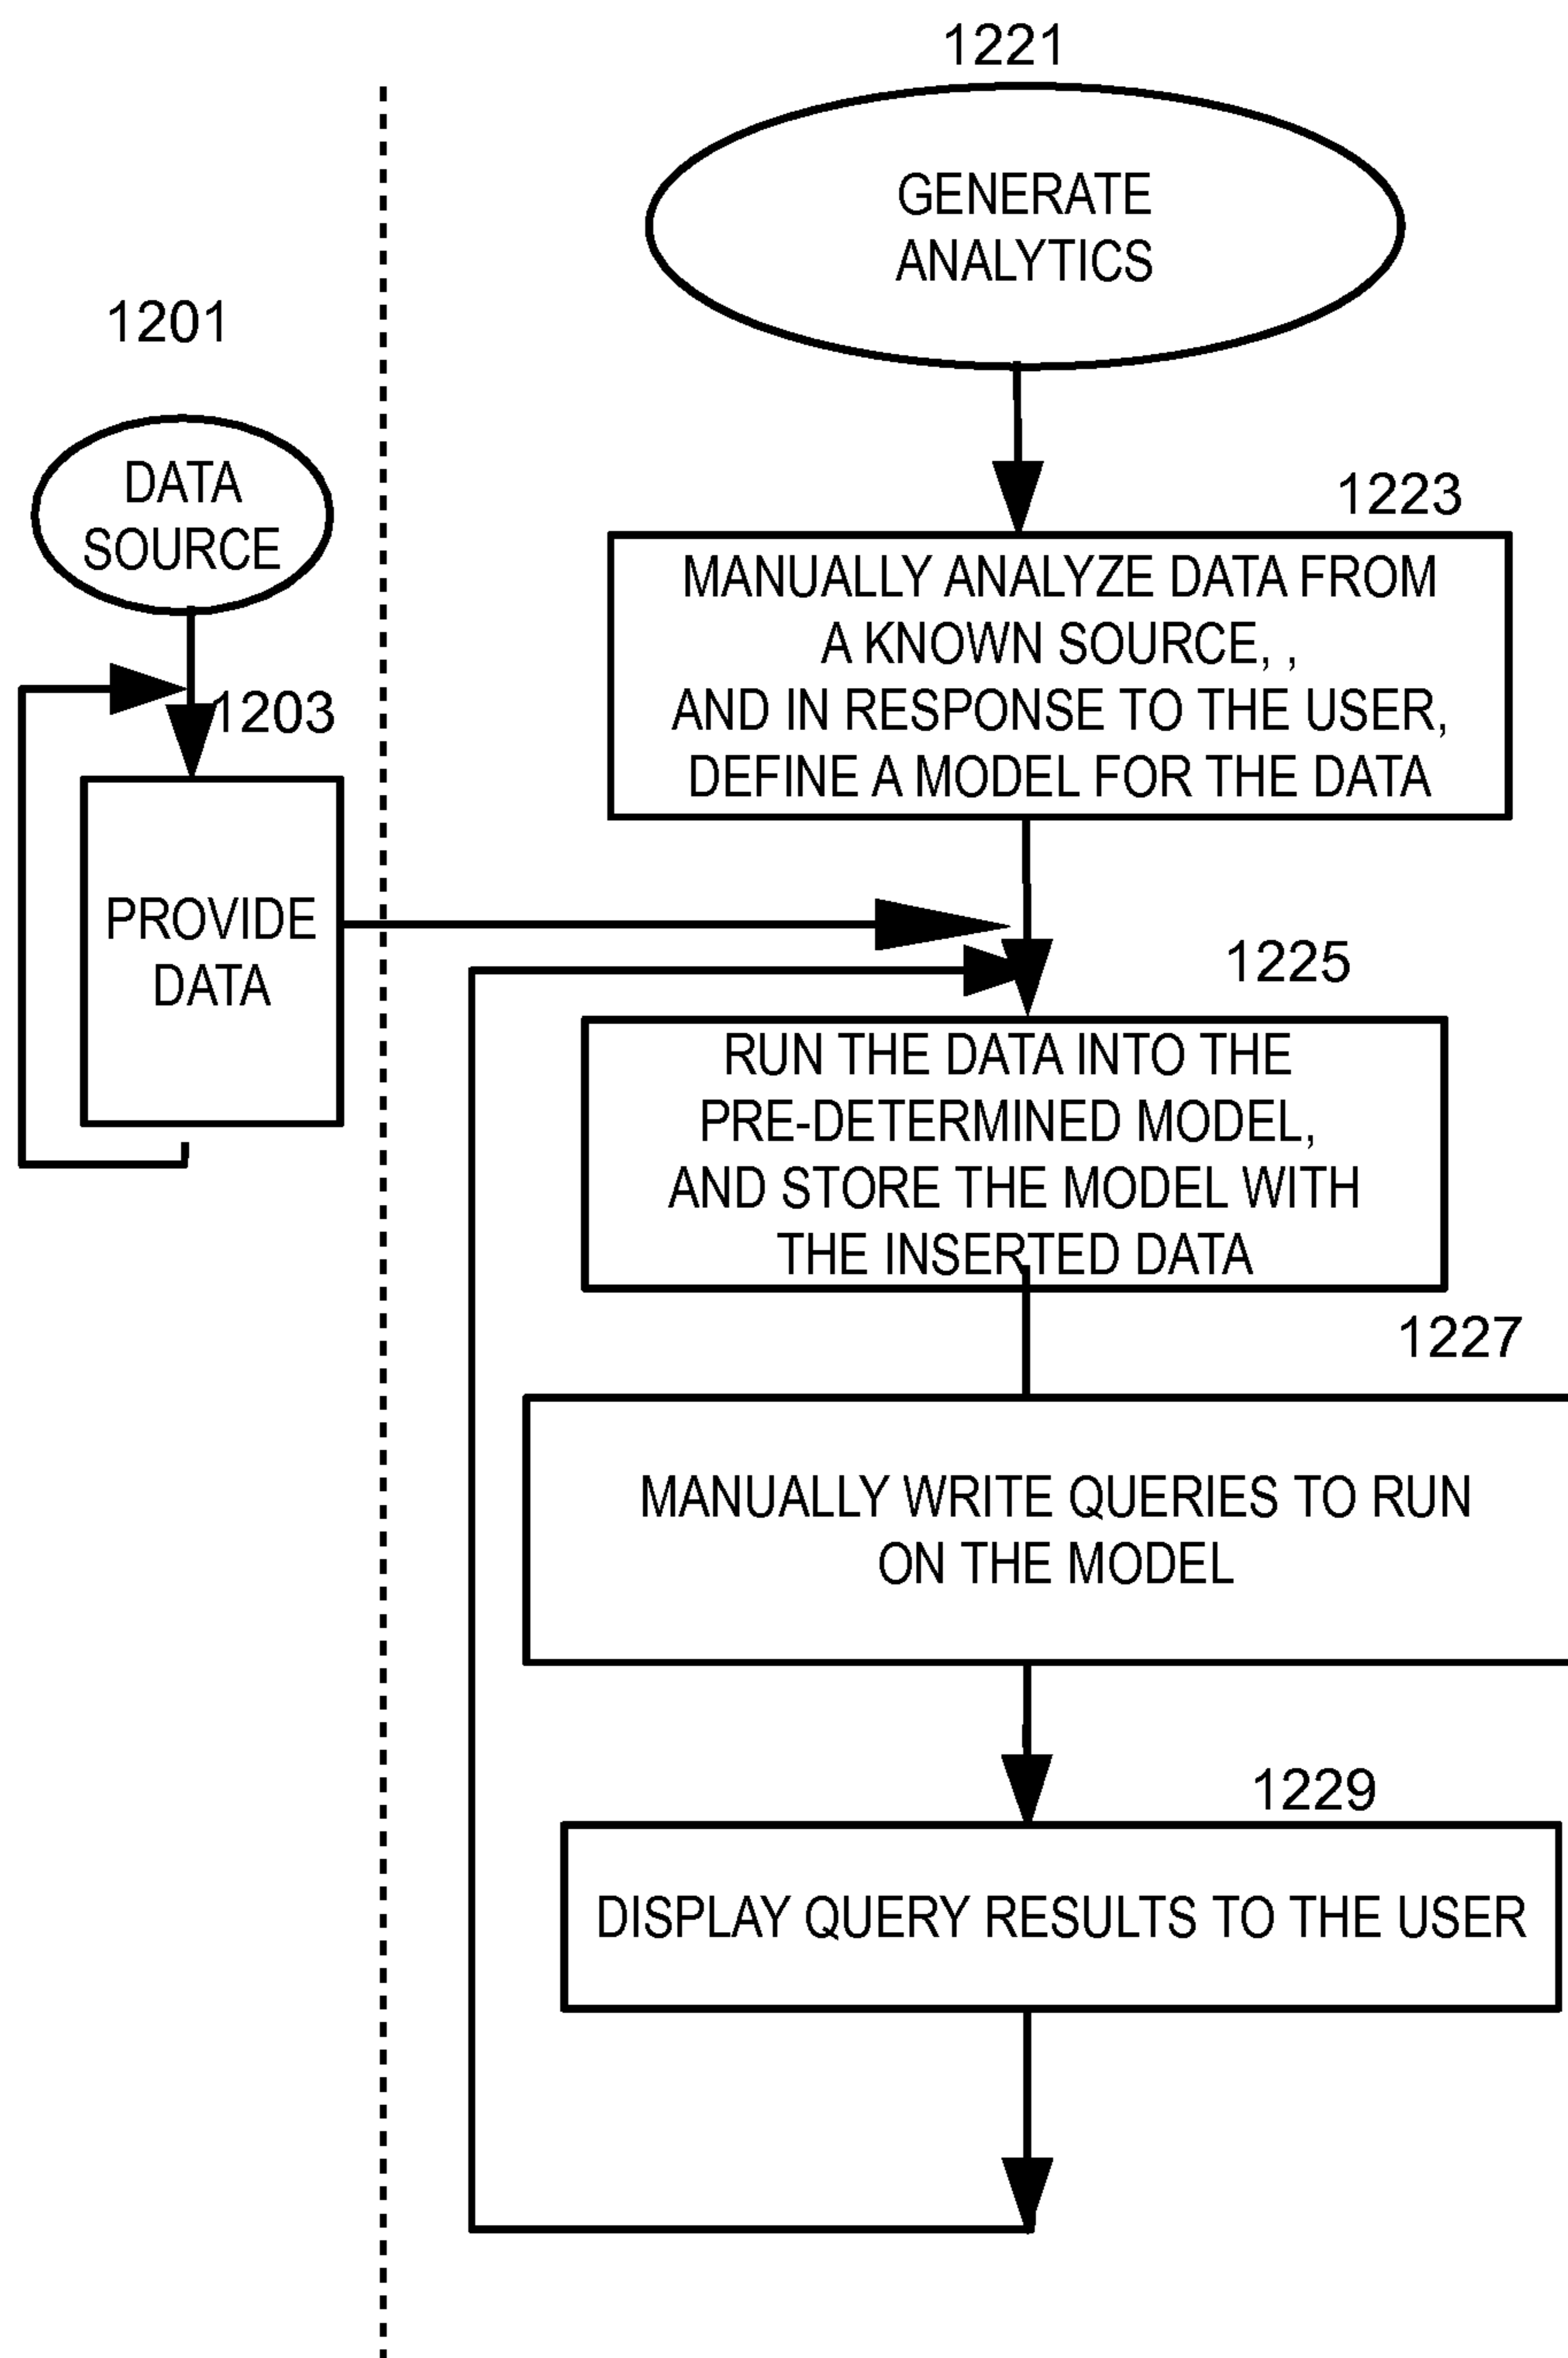 1221
GENERATE
ANALYTICS
1201
DATA
SOURCE
1223
MANUALLY ANALYZE DATA FROM
A KNOWN SOURCE, ,
AND IN RESPONSE TO THE USER,
DEFINE A MODEL FOR THE DATA
1203
PROVIDE
DATA
1225
RUN THE DATA INTO THE
PRE-DETERMINED MODEL,
AND STORE THE MODEL WITH
THE INSERTED DATA
1227
MANUALLY WRITE QUERIES TO RUN
ON THE MODEL
1229
DISPLAY QUERY RESULTS TO THE USER